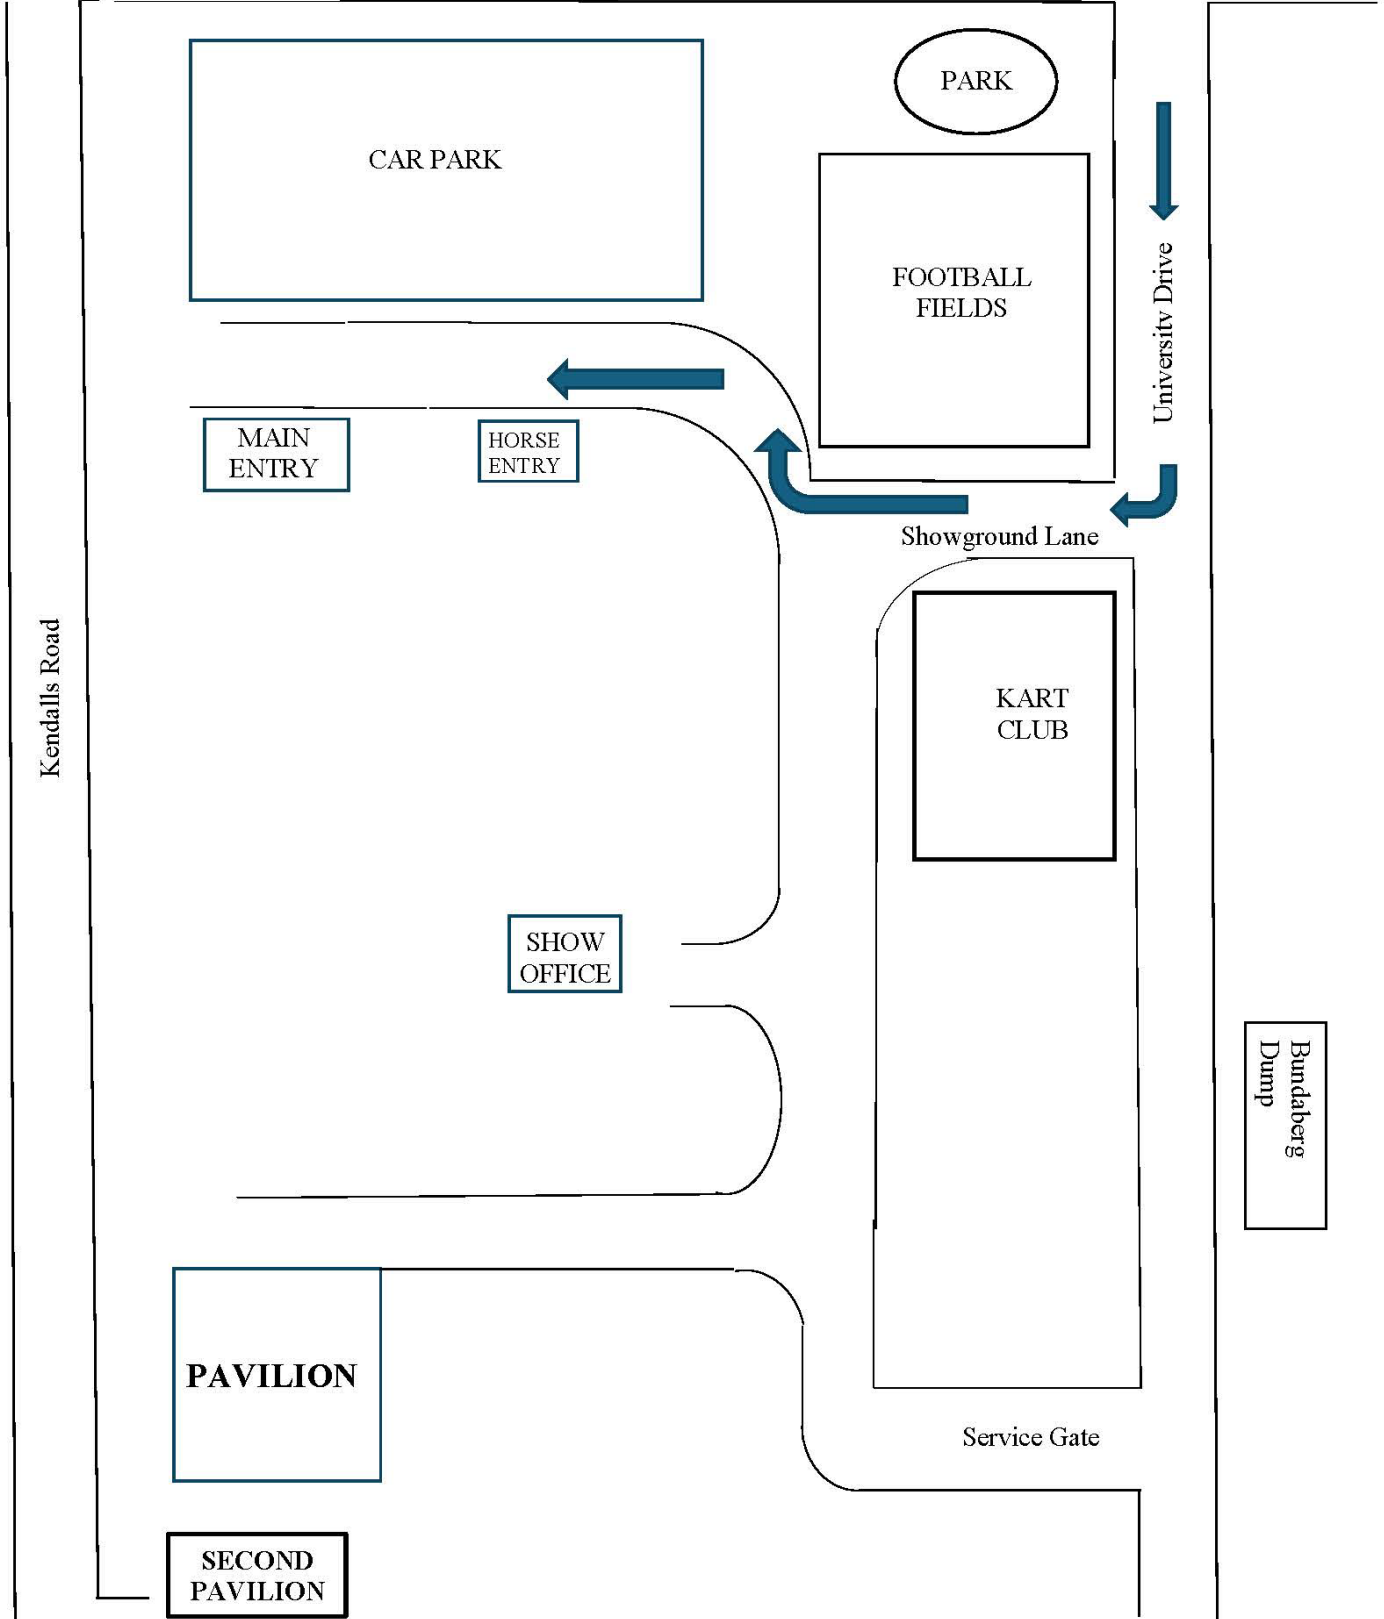 PARK
CAR PARK
FOOTBALL
FIELDS
University Drive
MAIN
ENTRY
HORSE
ENTRY
Showground Lane
Kendalls Road
KART
CLUB
SHOW
OFFICE
Bundaberg
Dump
PAVILION
Service Gate
SECOND
PAVILION